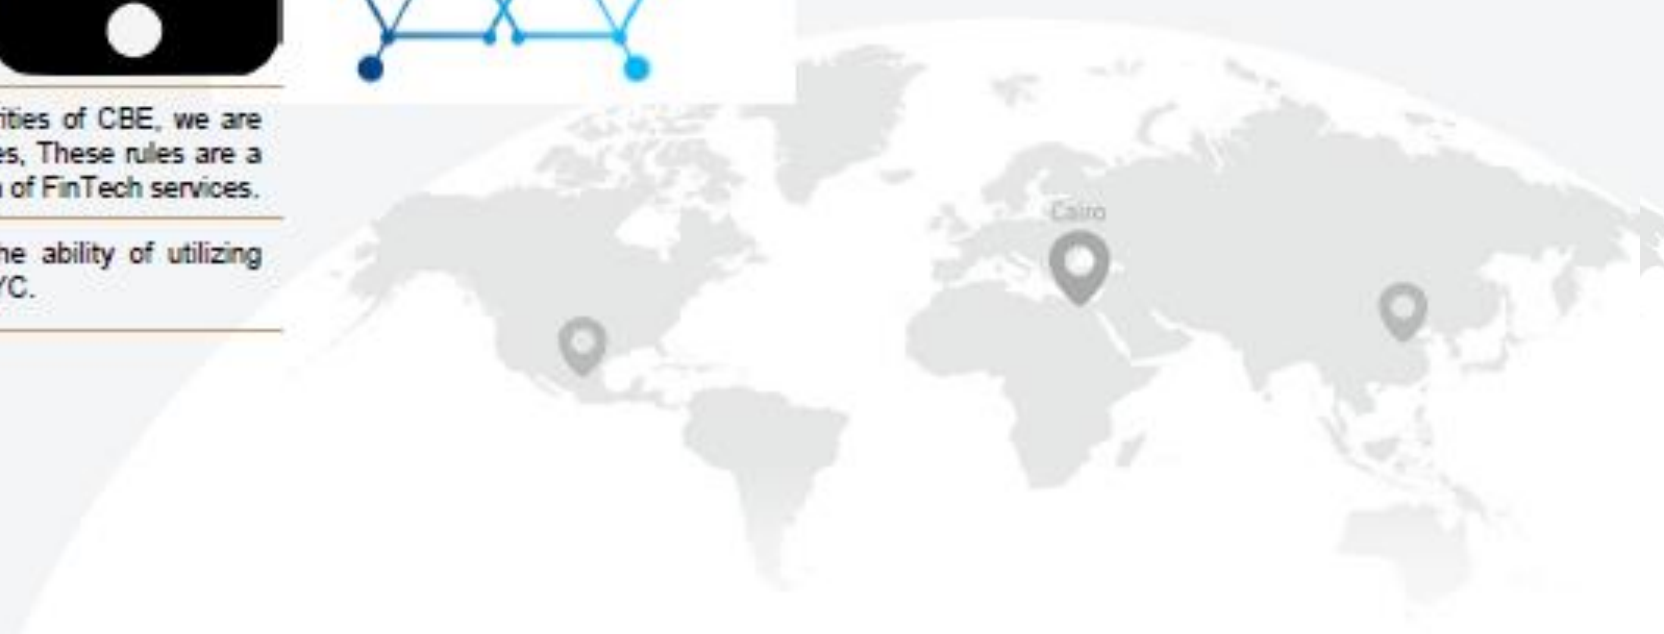 ities of CBE, we are
es, These rules are a
of FinTech services.
he ability of utilizing
YC.
Cairo